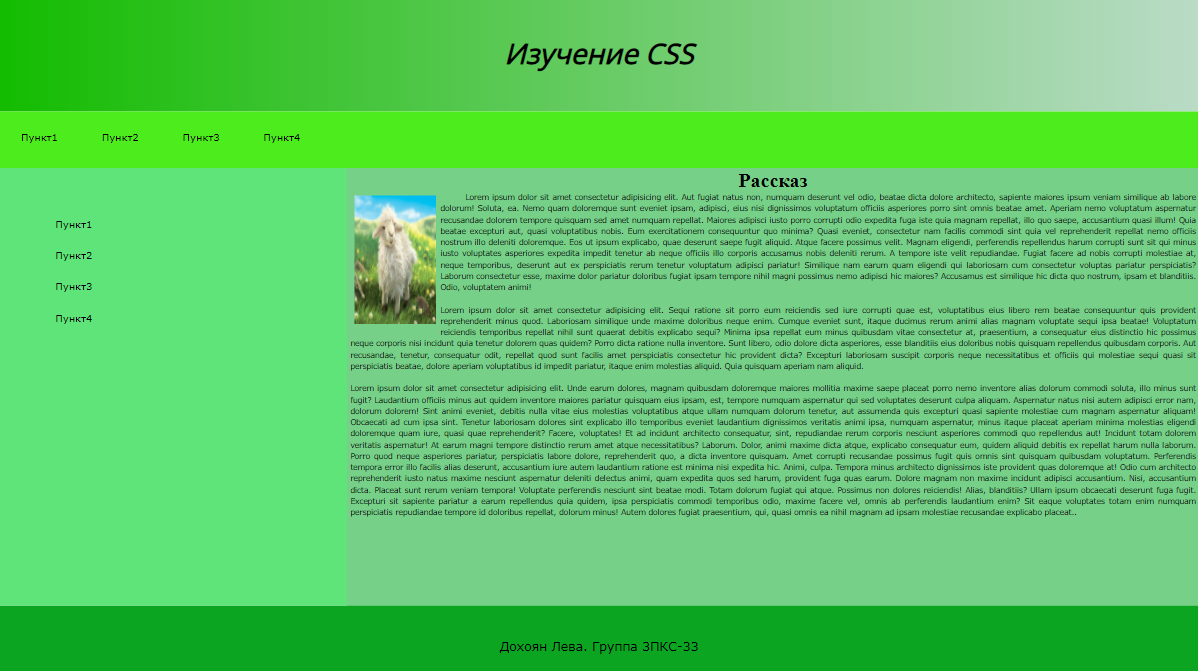 Изучение CSS
Пункт1 Пункт2 Пункт3 Пункт4
Пункт1
Пункт2
Пункт3
Пункт4
Рассказ
Lorem ipsum dolor sit amet consectetur adipisicing elit. Aut fugiat natus non, numquam deserunt vel odio, beatae dicta dolore architecto, sapiente maiores ipsum veniam similique ab labore
dolorum! Soluta, ea. Nemo quam doloremque sunt eveniet ipsam, adipisci, eius nisi dignissimos voluptatum officiis asperiores porro sint omnis beatae amet. Aperiam nemo voluptatum aspernatur
recusandae dolorem tempore quisquam sed amet numquam repellat. Maiores adipisci iusto porro corrupti odio expedita fuga iste quia magnam repellat, illo quo saepe, accusantium quasi illum! Quia
beatae excepturi aut, quasi voluptatibus nobis. Eum exercitationem consequuntur quo minima? Quasi eveniet, consectetur nam facilis commodi sint quia vel reprehenderit repellat nemo officiis
nostrum illo deleniti doloremque. Eos ut ipsum explicabo, quae deserunt saepe fugit aliquid. Atque facere possimus velit. Magnam eligendi, perferendis repellendus harum corrupti sunt sit qui minus
iusto voluptates asperiores expedita impedit tenetur ab neque officiis illo corporis accusamus nobis deleniti rerum. A tempore iste velit repudiandae. Fugiat facere ad nobis corrupti molestiae at,
neque temporibus, deserunt aut ex perspiciatis rerum tenetur voluptatum adipisci pariatur! Similique nam earum quam eligendi qui laboriosam cum consectetur voluptas pariatur perspiciatis?
Laborum consectetur esse, maxime dolor pariatur doloribus fugiat ipsam tempore nihil magni possimus nemo adipisci hic maiores? Accusamus est similique hic dicta quo nostrum, ipsam et blanditiis.
Odio, voluptatem animi!
Lorem ipsum dolor sit amet consectetur adipisicing elit. Sequi ratione sit porro eum reiciendis sed iure corrupti quae est, voluptatibus eius libero rem beatae consequuntur quis provident
reprehenderit minus quod. Laboriosam similique unde maxime doloribus neque enim. Cumque eveniet sunt, itaque ducimus rerum animi alias magnam voluptate sequi ipsa beatae! Voluptatum
reiciendis temporibus repellat nihil sunt quaerat debitis explicabo sequi? Minima ipsa repellat eum minus quibusdam vitae consectetur at, praesentium, a consequatur eius distinctio hic possimus
neque corporis nisi incidunt quia tenetur dolorem quas quidem? Porro dicta ratione nulla inventore. Sunt libero, odio dolore dicta asperiores, esse blanditiis eius doloribus nobis quisquam repellendus quibusdam corporis. Aut
recusandae, tenetur, consequatur odit, repellat quod sunt facilis amet perspiciatis consectetur hic provident dicta? Excepturi laboriosam suscipit corporis neque necessitatibus et officiis qui molestiae sequi quasi sit
perspiciatis beatae, dolore aperiam voluptatibus id impedit pariatur, itaque enim molestias aliquid. Quia quisquam aperiam nam aliquid.
Lorem ipsum dolor sit amet consectetur adipisicing elit. Unde earum dolores, magnam quibusdam doloremque maiores mollitia maxime saepe placeat porro nemo inventore alias dolorum commodi soluta, illo minus sunt
fugit? Laudantium officiis minus aut quidem inventore maiores pariatur quisquam eius ipsam, est, tempore numquam aspernatur qui sed voluptates deserunt culpa aliquam. Aspernatur natus nisi autem adipisci error nam,
dolorum dolorem! Sint animi eveniet, debitis nulla vitae eius molestias voluptatibus atque ullam numquam dolorum tenetur, aut assumenda quis excepturi quasi sapiente molestiae cum magnam aspernatur aliquam!
Obcaecati ad cum ipsa sint. Tenetur laboriosam dolores sint explicabo illo temporibus eveniet laudantium dignissimos veritatis animi ipsa, numquam aspernatur, minus itaque placeat aperiam minima molestias eligendi
doloremque quam iure, quasi quae reprehenderit? Facere, voluptates! Et ad incidunt architecto consequatur, sint, repudiandae rerum corporis nesciunt asperiores commodi quo repellendus aut! Incidunt totam dolorem
veritatis aspernatur! At earum magni tempore distinctio rerum amet atque necessitatibus? Laborum. Dolor, animi maxime dicta atque, explicabo consequatur eum, quidem aliquid debitis ex repellat harum nulla laborum.
Porro quod neque asperiores pariatur, perspiciatis labore dolore, reprehenderit quo, a dicta inventore quisquam. Amet corrupti recusandae possimus fugit quis omnis sint quisquam quibusdam voluptatum. Perferendis
tempora error illo facilis alias deserunt, accusantium iure autem laudantium ratione est minima nisi expedita hic. Animi, culpa. Tempora minus architecto dignissimos iste provident quas doloremque at! Odio cum architecto
reprehenderit iusto natus maxime nesciunt aspernatur deleniti delectus animi, quam expedita quos sed harum, provident fuga quas earum. Dolore magnam non maxime incidunt adipisci accusantium. Nisi, accusantium
dicta. Placeat sunt rerum veniam tempora! Voluptate perferendis nesciunt sint beatae modi. Totam dolorum fugiat qui atque. Possimus non dolores reiciendis! Alias, blanditiis? Ullam ipsum obcaecati deserunt fuga fugit.
Excepturi sit sapiente pariatur a earum repellendus quia quidem, ipsa perspiciatis commodi temporibus odio, maxime facere vel, omnis ab perferendis laudantium enim? Sit eaque voluptates totam enim numquam
perspiciatis repudiandae tempore id doloribus repellat, dolorum minus! Autem dolores fugiat praesentium, qui, quasi omnis ea nihil magnam ad ipsam molestiae recusandae explicabo placeat..
Дохоян Лева. Группа ЗПКС-33